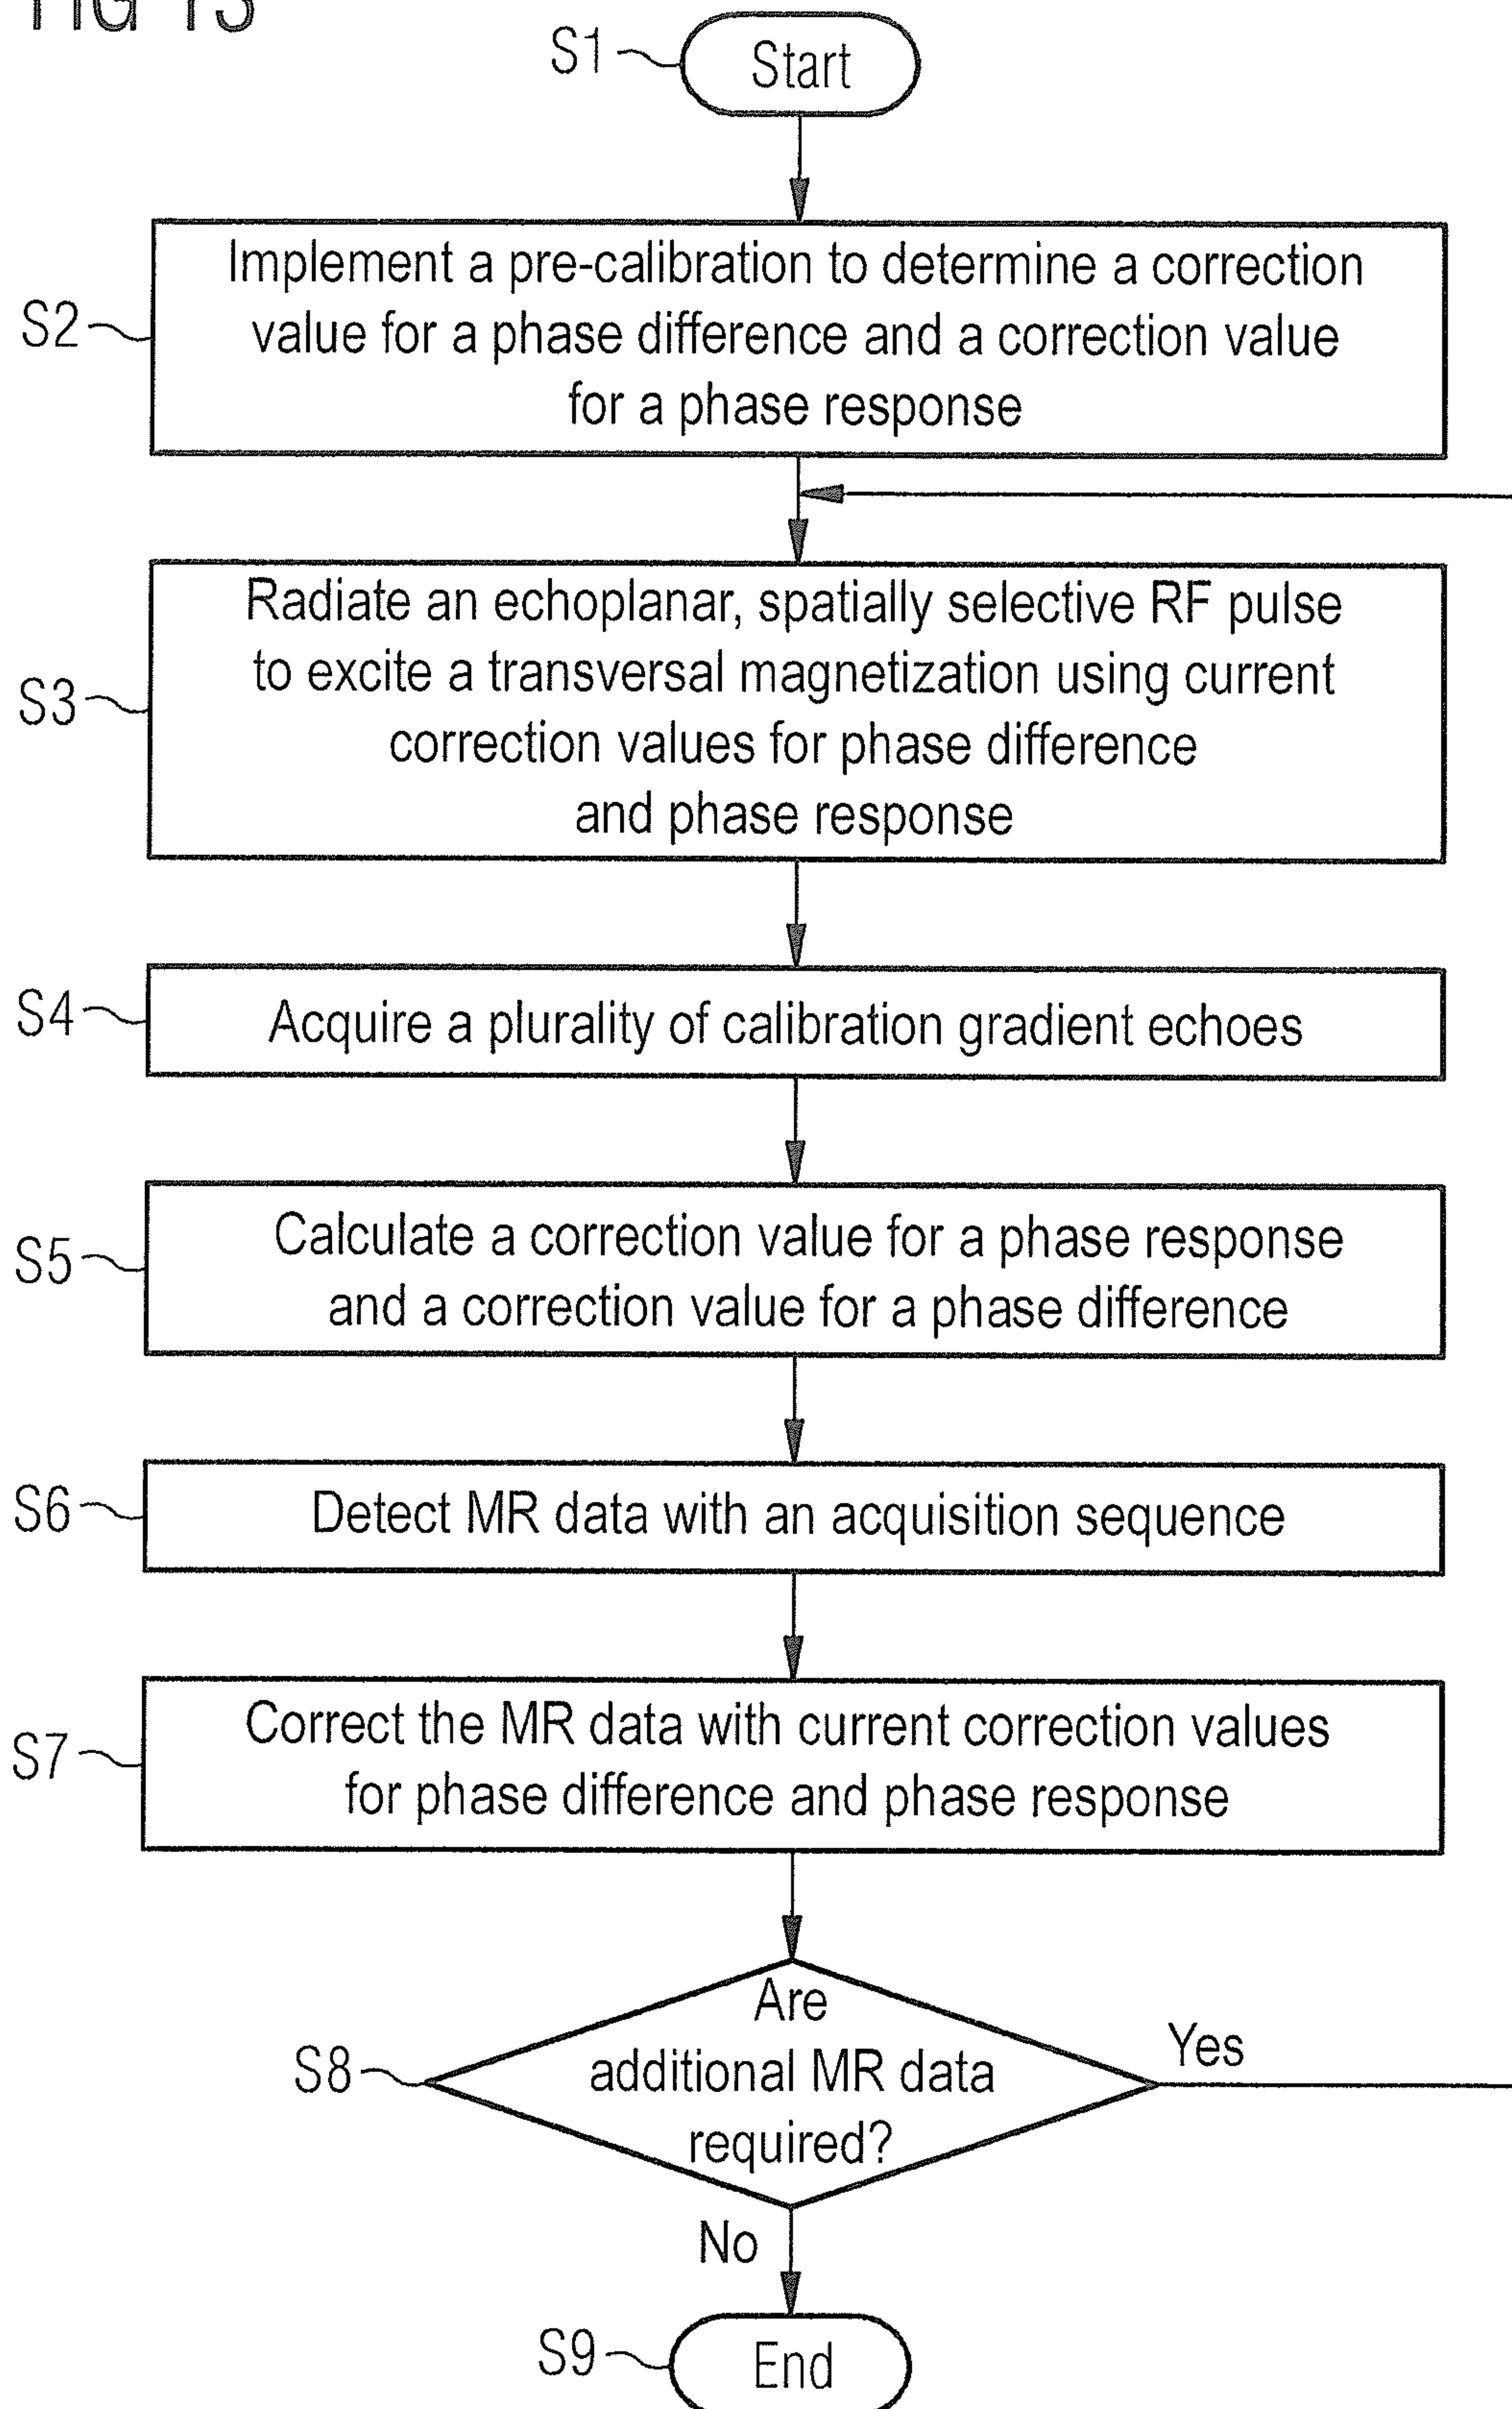 FIG 13
S1
Start
S2
Implement a pre-calibration to determine a correction
value for a phase difference and a correction value
for a phase response
S3
Radiate an echoplanar, spatially selective RF pulse
to excite a transversal magnetization using current
correction values for phase difference
and phase response
S4
Acquire a plurality of calibration gradient echoes
S5
Calculate a correction value for a phase response
and a correction value for a phase difference
S6
Detect MR data with an acquisition sequence
S7
Correct the MR data with current correction values
for phase difference and phase response
S8
Are
additional MR data
required?
Yes
No
S9
End